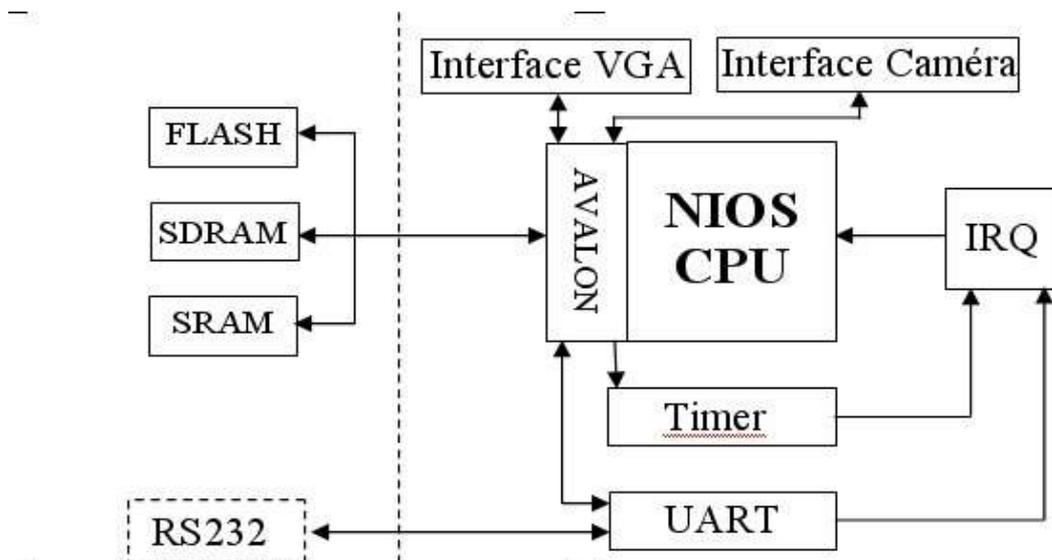 Interface VGA
Interface Caméra
FLASH
SDRAM
SRAM
AVALON
NIOS
CPU
IRQ
Timer
UART
RS232